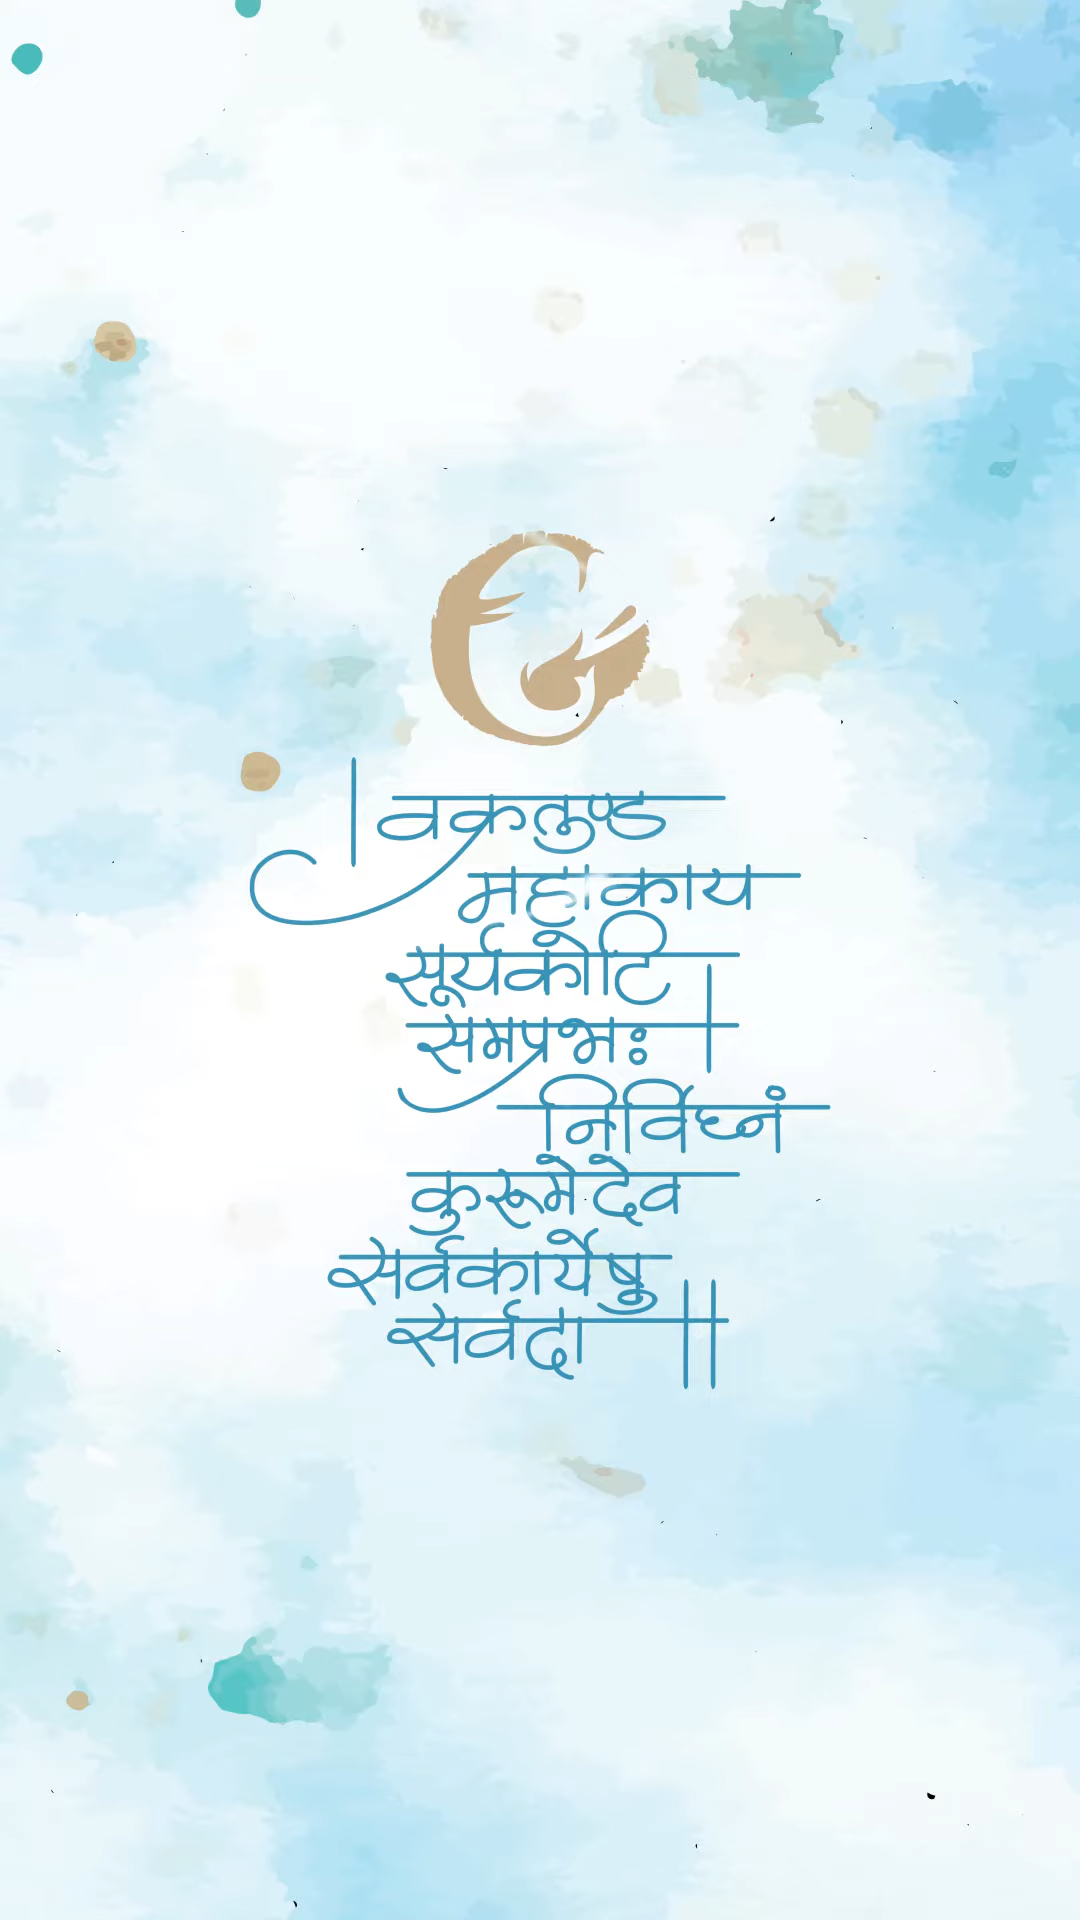 |वक्रतुण्ड
महाकाय
सूर्यकोटि
समप्रभः|
निर्विघ्नं
कुरूमेदेव
सर्वकार्येषु
सर्वदा||